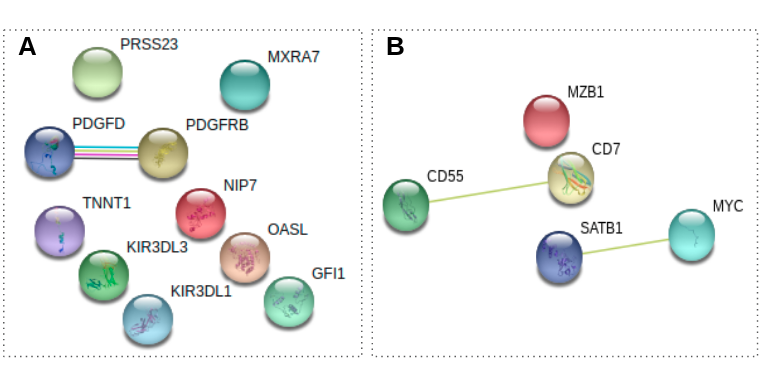 A
PRSS23
MXRA7
PDGFD
PDGFRB
TNNT1
NIP7
KIR3DL3
OASL
KIR3DL1
GFI1
B
MZB1
CD7
CD55
SATB1
MYC